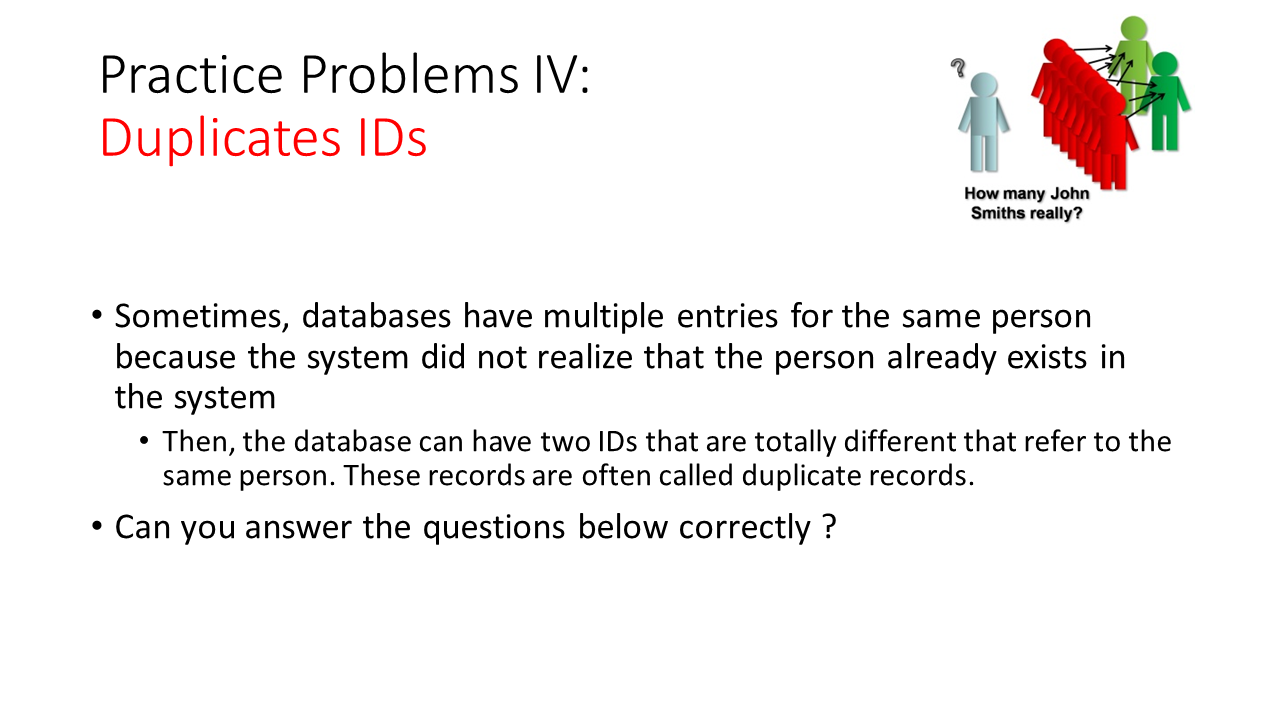 Practice Problems IV:
Duplicates IDs
?
How many John
Smiths really?
• Sometimes, databases have multiple entries for the same person
because the system did not realize that the person already exists in
the system
• Then, the database can have two IDs that are totally different that refer to the
same person. These records are often called duplicate records.
• Can you answer the questions below correctly ?